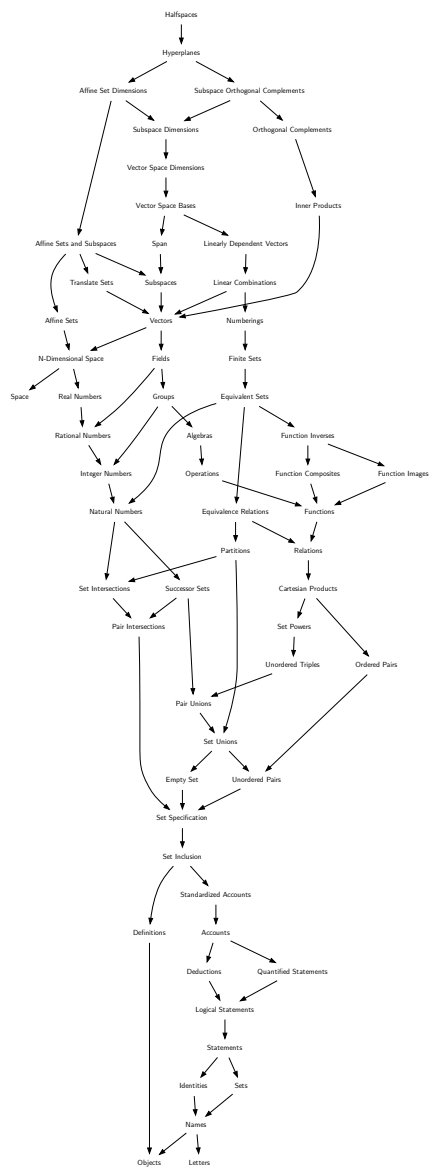 Halfspaces
Hyperplanes
Affine Set Dimensions
Subspace Orthogonal Complements
Subspace Dimensions
Orthogonal Complements
Vector Space Dimensions
Vector Space Bases
Inner Products
Affine Sets and Subspaces
Span
Linearly Dependent Vectors
Translate Sets
Subspaces
Linear Combinations
Affine Sets
Vectors
Numberings
N-Dimensional Space
Fields
Finite Sets
Space
Real Numbers
Groups
Equivalent Sets
Rational Numbers
Algebras
Function Inverses
Integer Numbers
Operations
Function Composites
Function Images
Natural Numbers
Equivalence Relations
Functions
Partitions
Relations
Set Intersections
Successor Sets
Cartesian Products
Pair Intersections
Set Powers
Unordered Triples
Ordered Pairs
Pair Unions
Set Unions
Empty Set
Unordered Pairs
Set Specification
Set Inclusion
Standardized Accounts
Definitions
Accounts
Deductions
Quantified Statements
Logical Statements
Statements
Identities
Sets
Names
Objects
Letters